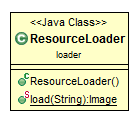 <<Java Class>>
ResourceLoader
loader
ResourceLoader()
load(String):Image